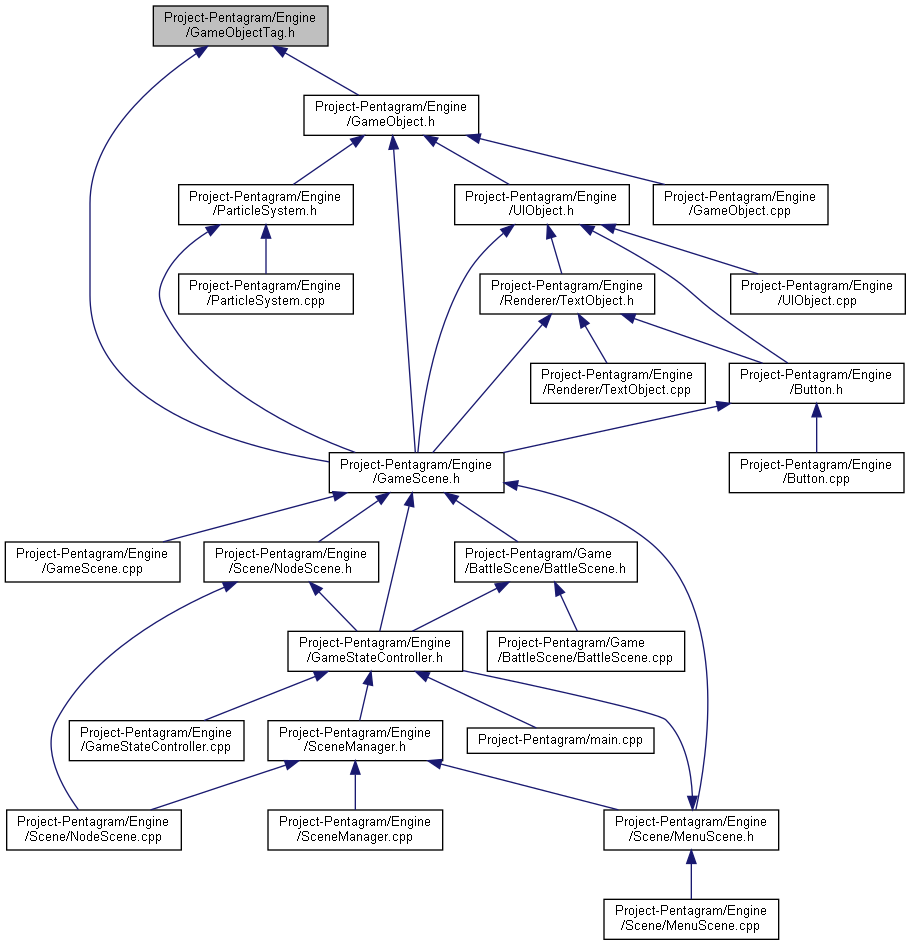 Project-Pentagram/Engine
/GameObjectTag.h
Project-Pentagram/Engine
/GameObject.h
Project-Pentagram/Engine
/ParticleSystem.h
Project-Pentagram/Engine
/UIObject.h
Project-Pentagram/Engine
/GameObject.cpp
Project-Pentagram/Engine
/ParticleSystem.cpp
Project-Pentagram/Engine
/Renderer/TextObject.h
Project-Pentagram/Engine
/UIObject.cpp
Project-Pentagram/Engine
/Renderer/TextObject.cpp
Project-Pentagram/Engine
/Button.h
Project-Pentagram/Engine
/GameScene.h
Project-Pentagram/Engine
/Button.cpp
Project-Pentagram/Engine
/GameScene.cpp
Project-Pentagram/Engine
/Scene/NodeScene.h
Project-Pentagram/Game
/BattleScene/BattleScene.h
Project-Pentagram/Engine
/GameStateController.h
Project-Pentagram/Game
/BattleScene/BattleScene.cpp
Project-Pentagram/Engine
/GameStateController.cpp
Project-Pentagram/Engine
/SceneManager.h
Project-Pentagram/main.cpp
Project-Pentagram/Engine
/Scene/NodeScene.cpp
Project-Pentagram/Engine
/SceneManager.cpp
Project-Pentagram/Engine
/Scene/MenuScene.h
Project-Pentagram/Engine
/Scene/MenuScene.cpp